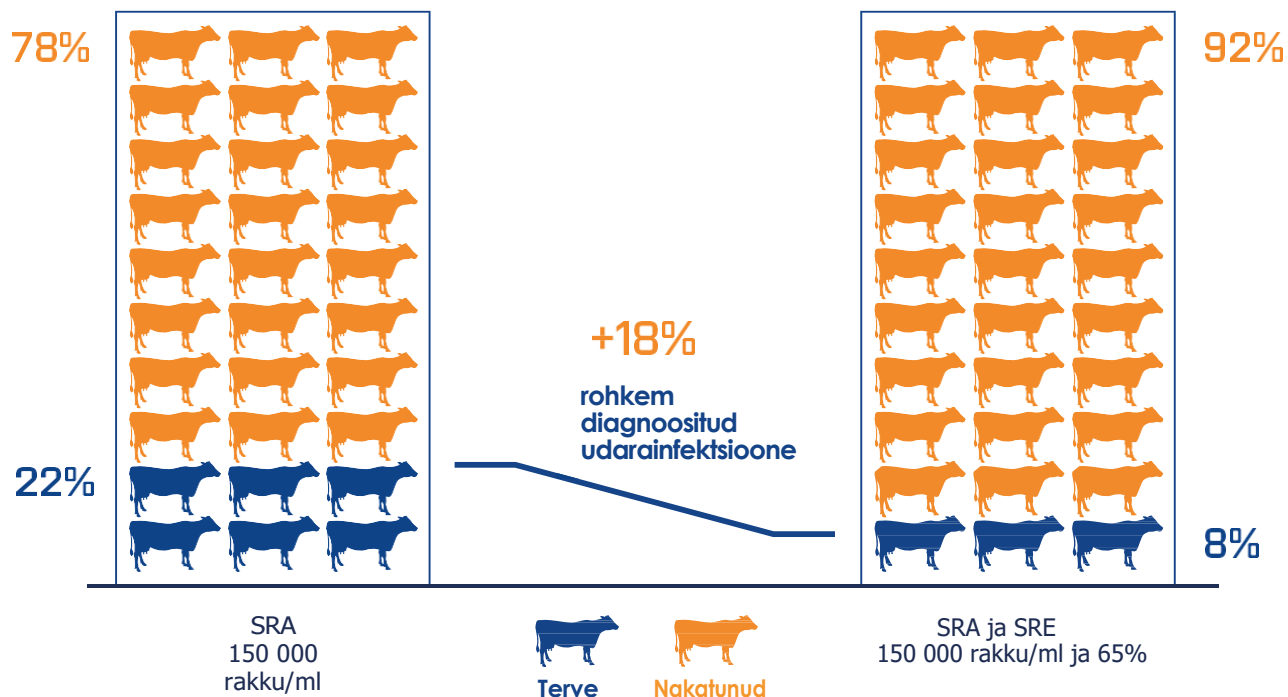 78%
22%
+18%
rohkem
diagnoositud
udarainfektsioone
92%
8%
SRA
150 000
rakku/ml
Terve
Nakatunud
SRA ja SRE
150 000 rakku/ml ja 65%